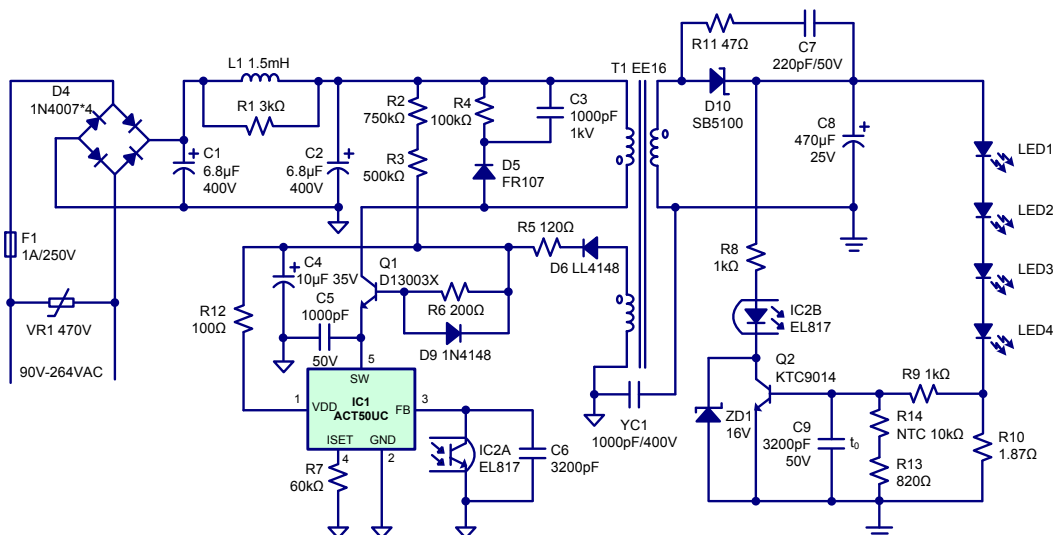 R11 47Ω
C7
220pF/50V
L1 1.5mH
T1 EE16
D4
1N4007*4
R1 3kΩ
R2
750kΩ
R4
100kΩ
C3
1000pF
1kV
D10
SB5100
C8
470µF
25V
+
LED1
C1
6.8µF
400V
+
C2
6.8µF
400V
+
R3
500kΩ
D5
FR107
LED2
F1
1A/250V
R5 120Ω
D6 LL4148
R8
1kΩ
LED3
C4
10µF 35V
+
Q1
D13003X
C5
1000pF
50V
R6 200Ω
D9 1N4148
R12
100Ω
IC2B
EL817
LED4
VR1 470V
90V-264VAC
5
SW
IC1
ACT50UC
1
VDD
FB
3
ISET
GND
4
2
R7
60kΩ
IC2A
EL817
C6
3200pF
YC1
1000pF/400V
Q2
KTC9014
ZD1
16V
R9 1kΩ
C9
3200pF
50V
t0
R14
NTC 10kΩ
R13
820Ω
R10
1.87Ω